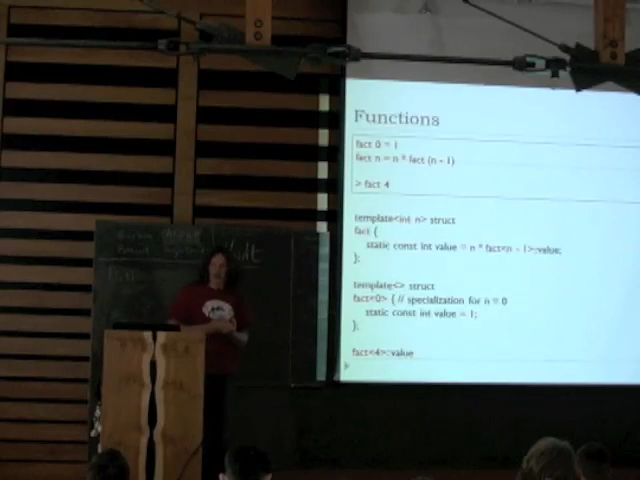 Functions
fact 0 = 1
fact n = n * fact (n - 1)
> fact 4
template<int n> struct
fact {
static const int value = n * fact<n - 1>::value;
};
template<> struct
fact<0> { // specialization for n = 0
static const int value = 1;
};
fact<4>::value